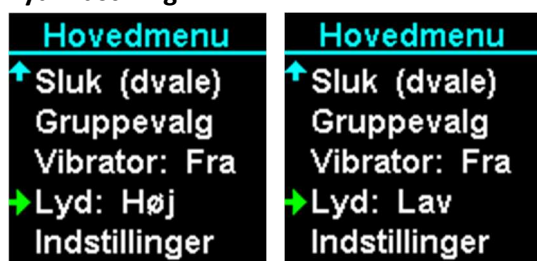 Hovedmenu
Sluk (dvale)
Gruppevalg
Vibrator: Fra
Lyd: Høj
Indstillinger
Hovedmenu
Sluk (dvale)
Gruppevalg
Vibrator: Fra
Lyd: Lav
Indstillinger